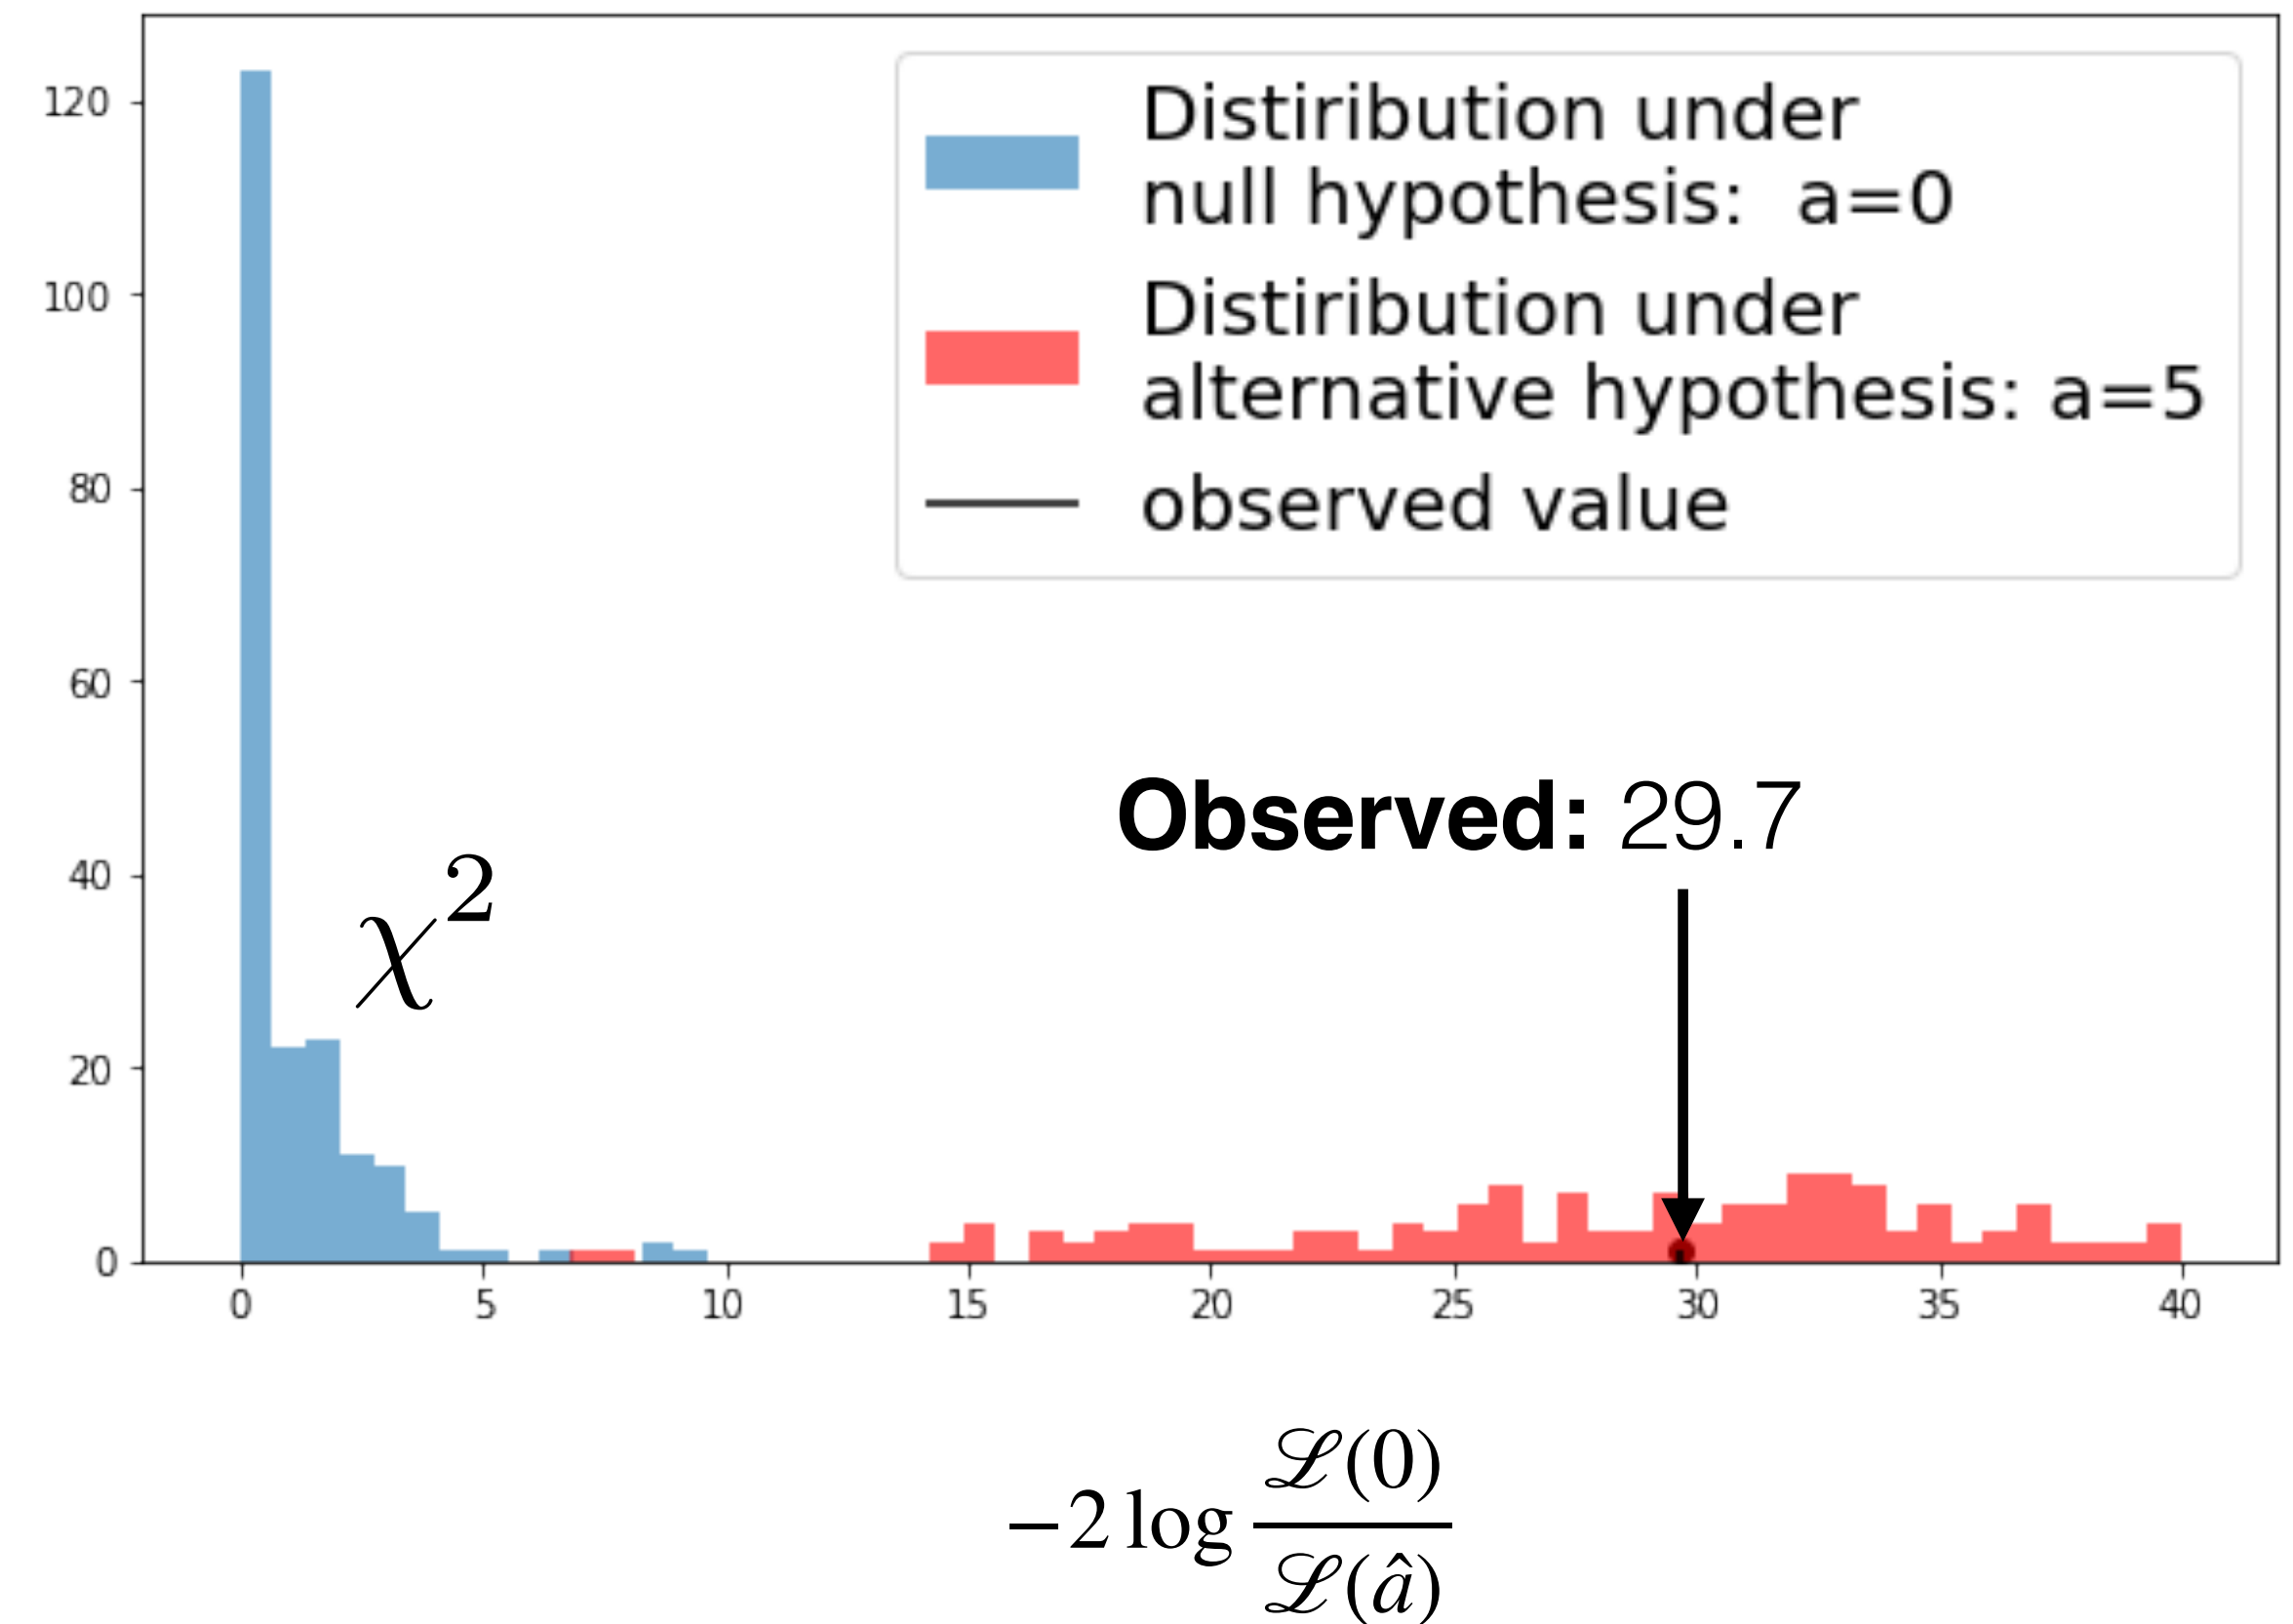 120
100
80
60
40
20
0
Distiribution under
null hypothesis:  a=0
Distiribution under
alternative hypothesis: a=5
observed value
Observed: 29.7
χ²
0 5 10 15 20 25 30 35 40
−2 log ℒ(0)
ℒ(â)